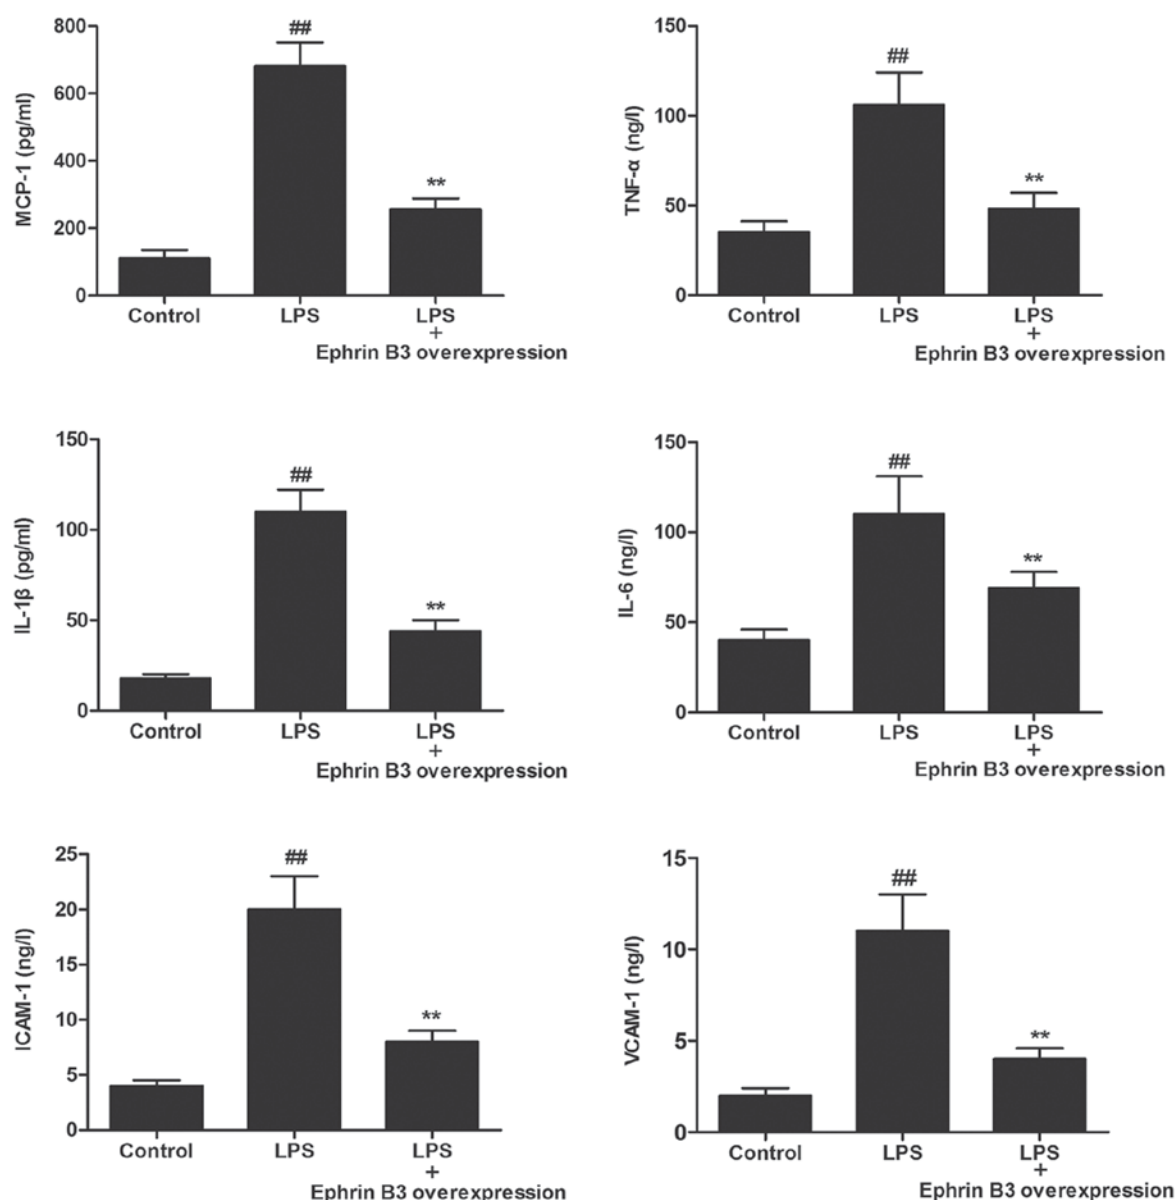 MCP-1 (pg/ml)
800
600
400
200
0
##
**
Control
LPS
LPS
+
Ephrin B3 overexpression
TNF-α (ng/l)
150
100
50
0
##
**
Control
LPS
LPS
+
Ephrin B3 overexpression
IL-1β (pg/ml)
150
100
50
0
##
**
Control
LPS
LPS
+
Ephrin B3 overexpression
IL-6 (ng/l)
150
100
50
0
##
**
Control
LPS
LPS
+
Ephrin B3 overexpression
ICAM-1 (ng/l)
25
20
15
10
5
0
##
**
Control
LPS
LPS
+
Ephrin B3 overexpression
VCAM-1 (ng/l)
15
10
5
0
##
**
Control
LPS
LPS
+
Ephrin B3 overexpression